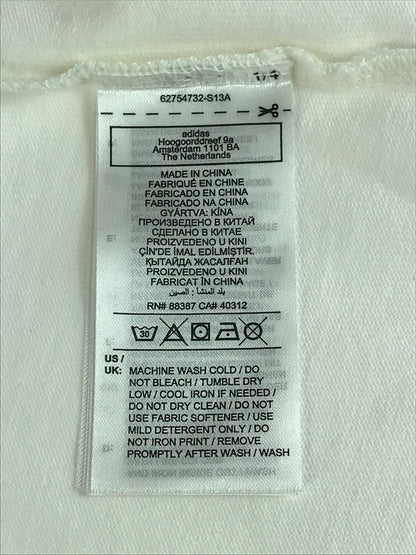 1/4
62754732-S13A
adidas
Hoogoorddreef 9a
Amsterdam 1101 BA
The Netherlands
MADE IN CHINA
FABRIQUÉ EN CHINE
FABRICADO EN CHINA
FABRICADO NA CHINA
GYÁRTVA: KÍNA
ПРОИЗВЕДЕНО В КИТАЙ
СДЕЛАНО В КИТАЕ
PROIZVEDENO U KINI
ÇİN'DE İMAL EDİLMİŞTİR.
ҚЫТАЙДА ЖАСАЛҒАН
PROIZVEDENO U KINI
FABRICAT ÎN CHINA
بلد المنشأ : الصين
RN# 88387 CA# 40312
30
US /
UK: MACHINE WASH COLD / DO
NOT BLEACH / TUMBLE DRY
LOW / COOL IRON IF NEEDED /
DO NOT DRY CLEAN / DO NOT
USE FABRIC SOFTENER / USE
MILD DETERGENT ONLY / DO
NOT IRON PRINT / REMOVE
PROMPTLY AFTER WASH / WASH